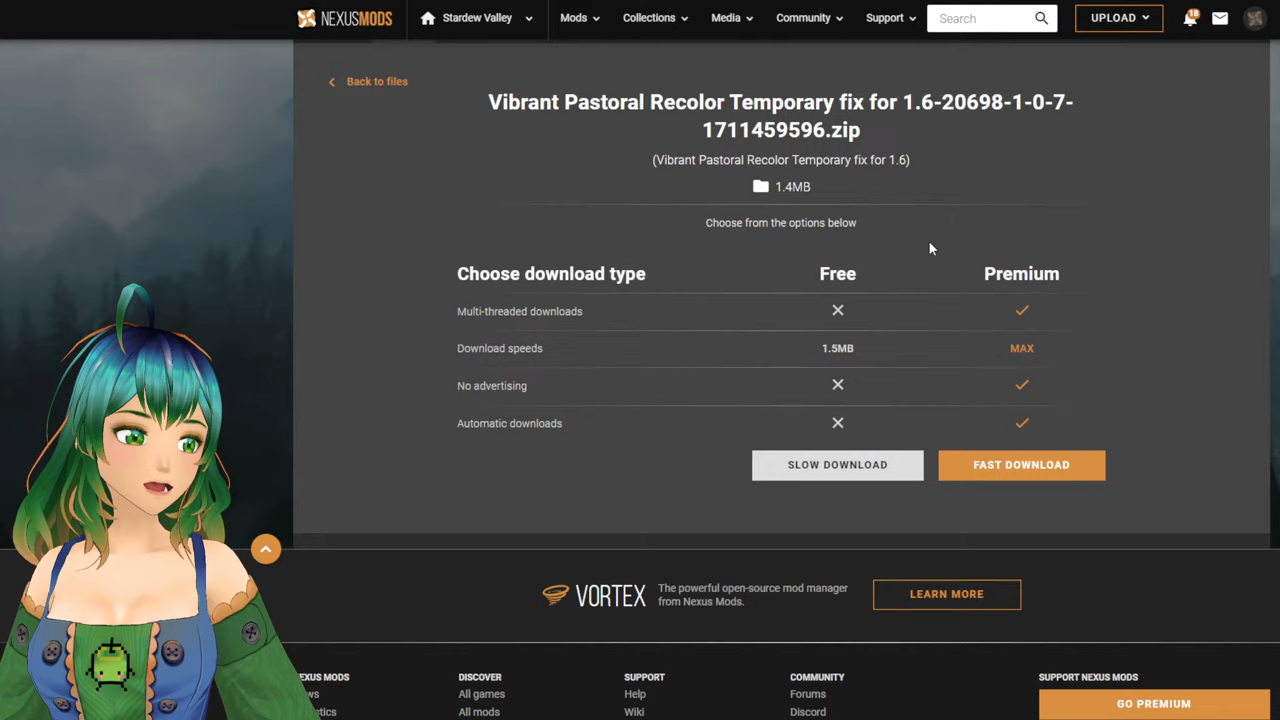 NEXUSMODS
Stardew Valley
Mods
Collections
Media
Community
Support
Search
UPLOAD
18
Back to files
Vibrant Pastoral Recolor Temporary fix for 1.6-20698-1-0-7-
1711459596.zip
(Vibrant Pastoral Recolor Temporary fix for 1.6)
1.4MB
Choose from the options below
Choose download type Free Premium
Multi-threaded downloads
Download speeds 1.5MB MAX
No advertising
Automatic downloads
SLOW DOWNLOAD FAST DOWNLOAD
VORTEX
The powerful open-source mod manager
from Nexus Mods.
LEARN MORE
EXUS MODS DISCOVER SUPPORT COMMUNITY SUPPORT NEXUS MODS
ws All games Help Forums
stics All mods Wiki Discord
GO PREMIUM